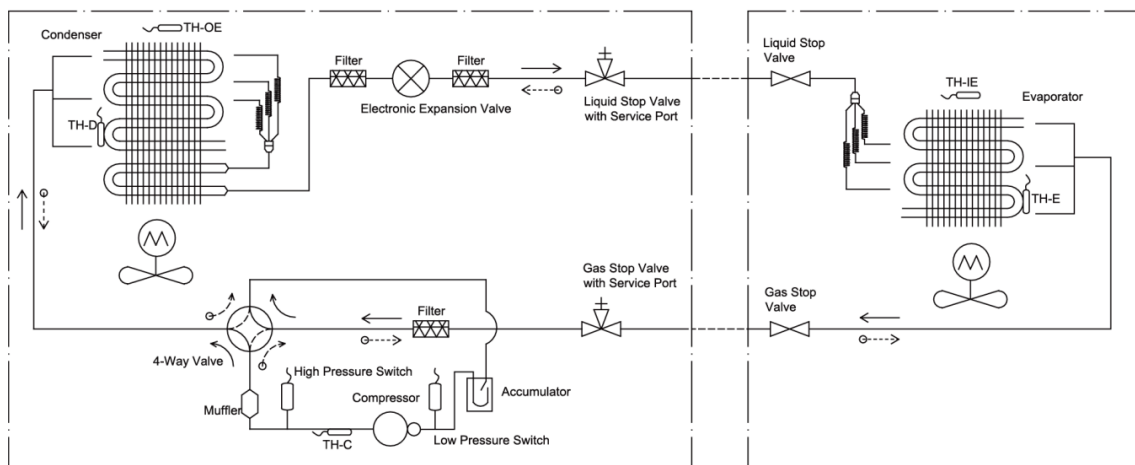 Condenser
TH-OE
Filter
Filter
Electronic Expansion Valve
Liquid Stop Valve
with Service Port
Liquid Stop
Valve
TH-IE
Evaporator
TH-D
TH-E
Gas Stop Valve
with Service Port
Gas Stop
Valve
Filter
4-Way Valve
High Pressure Switch
Compressor
Accumulator
Muffler
TH-C
Low Pressure Switch